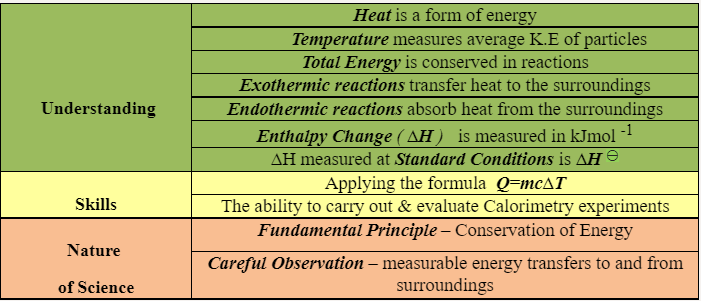 Understanding
Heat is a form of energy
Temperature measures average K.E of particles
Total Energy is conserved in reactions
Exothermic reactions transfer heat to the surroundings
Endothermic reactions absorb heat from the surroundings
Enthalpy Change ( ΔH ) is measured in kJmol -1
ΔH measured at Standard Conditions is ΔH ⊖
Skills
Applying the formula Q=mcΔT
The ability to carry out & evaluate Calorimetry experiments
Nature
of Science
Fundamental Principle – Conservation of Energy
Careful Observation – measurable energy transfers to and from
surroundings